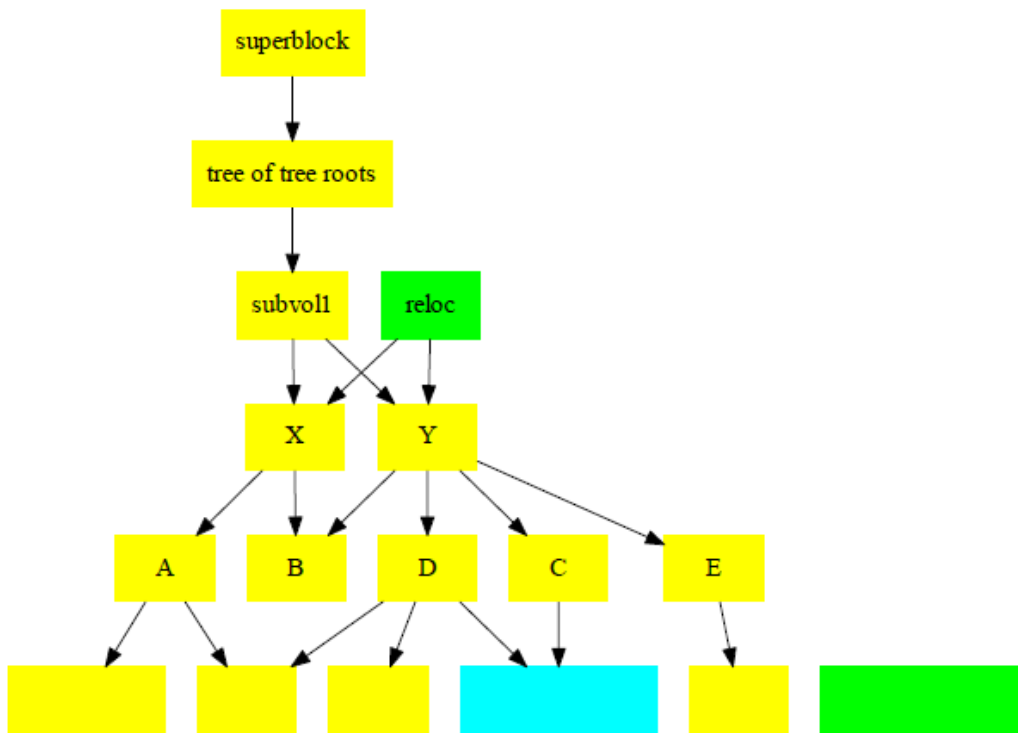 superblock
tree of tree roots
subvol1
reloc
X
Y
A
B
D
C
E